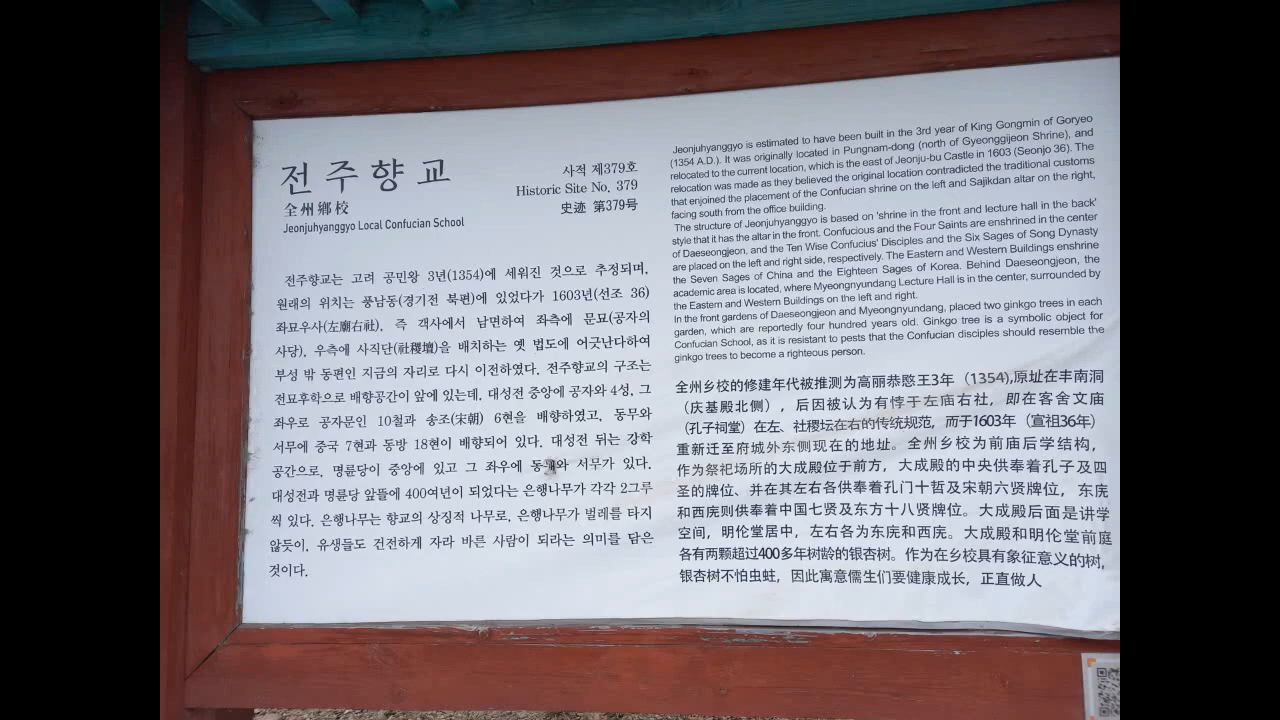 전주향교
全州鄕校
Jeonjuhyanggyo Local Confucian School
사적 제379호
Historic Site No. 379
史迹 第379号
전주향교는 고려 공민왕 3년(1354)에 세워진 것으로 추정되며,
원래의 위치는 풍남동(경기전 북편)에 있었다가 1603년(선조 36)
좌묘우사(左廟右社), 즉 객사에서 남면하여 좌측에 문묘(공자의
사당), 우측에 사직단(社稷壇)을 배치하는 옛 법도에 어긋난다하여
부성 밖 동편인 지금의 자리로 다시 이전하였다. 전주향교의 구조는
전묘후학으로 배향공간이 앞에 있는데, 대성전 중앙에 공자와 4성, 그
좌우로 공자문인 10철과 송조(宋朝) 6현을 배향하였고, 동무와
서무에 중국 7현과 동방 18현이 배향되어 있다. 대성전 뒤는 강학
공간으로, 명륜당이 중앙에 있고 그 좌우에 동재와 서무가 있다.
대성전과 명륜당 앞뜰에 400여년이 되었다는 은행나무가 각각 2그루
씩 있다. 은행나무는 향교의 상징적 나무로, 은행나무가 벌레를 타지
않듯이, 유생들도 건전하게 자라 바른 사람이 되라는 의미를 담은
것이다.
Jeonjuhyanggyo is estimated to have been built in the 3rd year of King Gongmin of Goryeo
(1354 A.D.). It was originally located in Pungnam-dong (north of Gyeonggijeon Shrine), and
relocated to the current location, which is the east of Jeonju-bu Castle in 1603 (Seonjo 36). The
relocation was made as they believed the original location contradicted the traditional customs
that enjoined the placement of the Confucian shrine on the left and Sajikdan altar on the right,
facing south from the office building.
The structure of Jeonjuhyanggyo is based on 'shrine in the front and lecture hall in the back'
style that it has the altar in the front. Confucious and the Four Saints are enshrined in the center
of Daeseongjeon, and the Ten Wise Confucius' Disciples and the Six Sages of Song Dynasty
are placed on the left and right side, respectively. The Eastern and Western Buildings enshrine
the Seven Sages of China and the Eighteen Sages of Korea. Behind Daeseongjeon, the
academic area is located, where Myeongnyundang Lecture Hall is in the center, surrounded by
the Eastern and Western Buildings on the left and right.
In the front gardens of Daeseongjeon and Myeongnyundang, placed two ginkgo trees in each
garden, which are reportedly four hundred years old. Ginkgo tree is a symbolic object for
Confucian School, as it is resistant to pests that the Confucian disciples should resemble the
ginkgo trees to become a righteous person.
全州乡校的修建年代被推测为高丽恭愍王3年（1354),原址在丰南洞
（庆基殿北侧），后因被认为有悖于左庙右社，即在客舍文庙
（孔子祠堂）在左、社稷坛在右的传统规范，而于1603年（宣祖36年）
重新迁至府城外东侧现在的地址。全州乡校为前庙后学结构，
作为祭祀场所的大成殿位于前方，大成殿的中央供奉着孔子及四
圣的牌位、并在其左右各供奉着孔门十哲及宋朝六贤牌位，东庑
和西庑则供奉着中国七贤及东方十八贤牌位。大成殿后面是讲学
空间，明伦堂居中，左右各为东庑和西庑。大成殿和明伦堂前庭
各有两颗超过400多年树龄的银杏树。作为在乡校具有象征意义的树，
银杏树不怕虫蛀，因此寓意儒生们要健康成长，正直做人